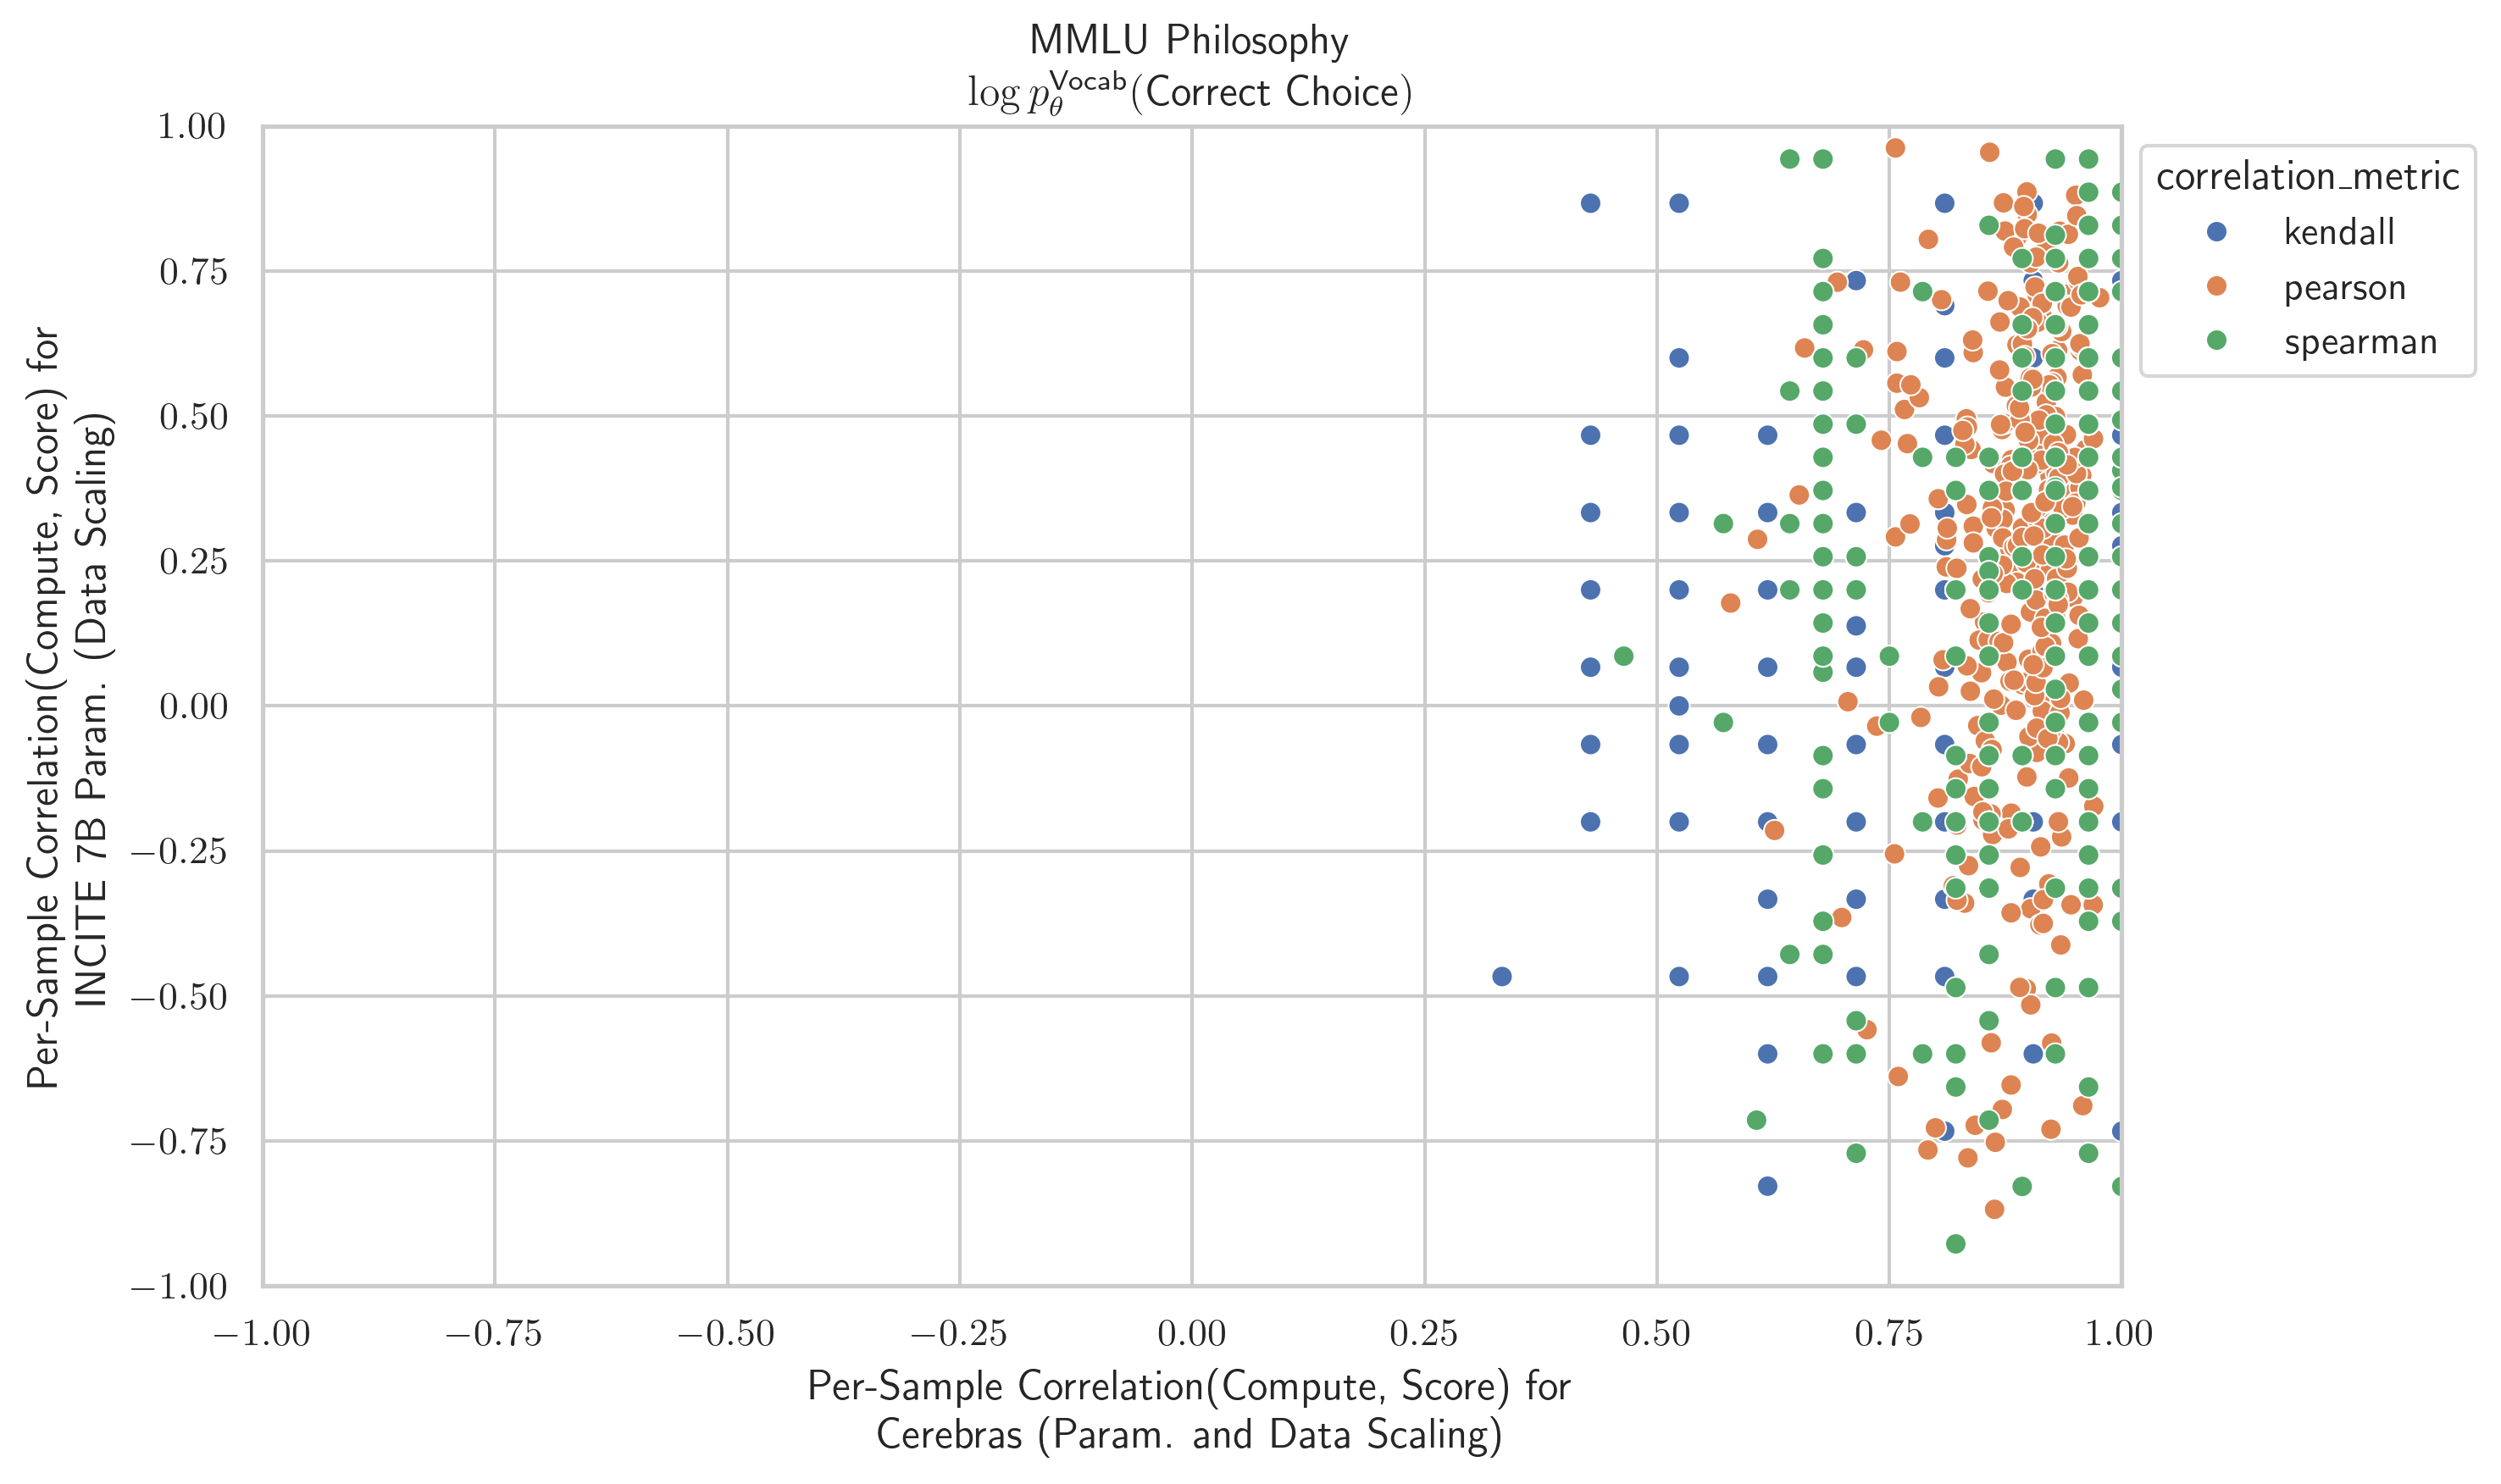 MMLU Philosophy
log p_θ^Vocab(Correct Choice)
1.00
0.75
0.50
0.25
0.00
−0.25
−0.50
−0.75
−1.00
Per-Sample Correlation(Compute, Score) for
INCITE 7B Param. (Data Scaling)
correlation_metric
kendall
pearson
spearman
−1.00 −0.75 −0.50 −0.25 0.00 0.25 0.50 0.75 1.00
Per-Sample Correlation(Compute, Score) for
Cerebras (Param. and Data Scaling)